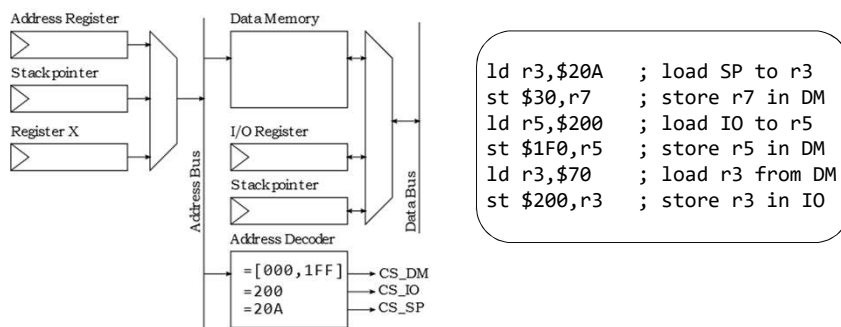 Address Register
Stackpointer
Register X
Address Bus
Data Memory
I/O Register
Stackpointer
Data Bus
Address Decoder
=[000,1FF]
=200
=20A
CS_DM
CS_IO
CS_SP
ld r3,$20A ; load SP to r3
st $30,r7 ; store r7 in DM
ld r5,$200 ; load IO to r5
st $1F0,r5 ; store r5 in DM
ld r3,$70 ; load r3 from DM
st $200,r3 ; store r3 in IO